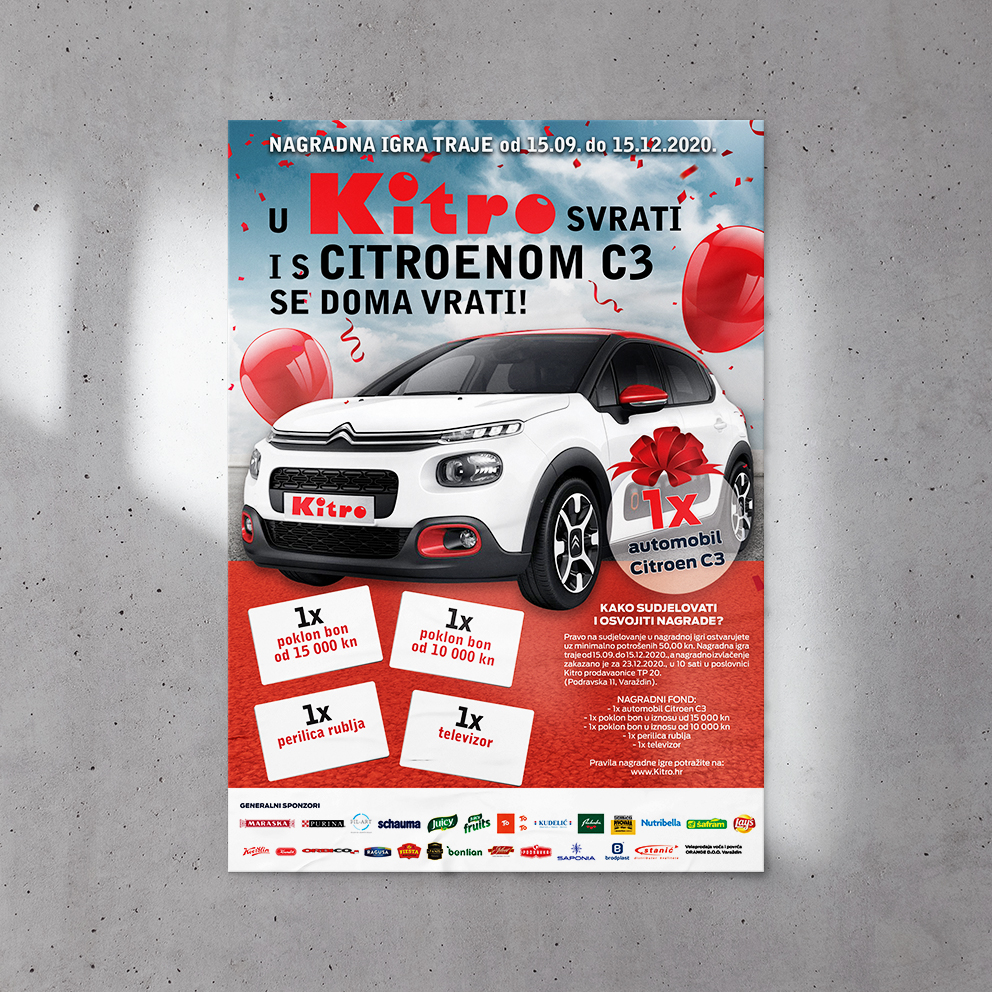 NAGRADNA IGRA TRAJE od 15.09. do 15.12.2020.
U Kitro SVRATI
I S CITROENOM C3
SE DOMA VRATI!
Kitro
1x
automobil
Citroen C3
1x
poklon bon
od 15 000 kn
1x
poklon bon
od 10 000 kn
1x
perilica rublja
1x
televizor
KAKO SUDJELOVATI
I OSVOJITI NAGRADE?
Pravo na sudjelovanje u nagradnoj igri ostvarujete
uz minimalno potrošenih 50,00 kn. Nagradna igra
traje od 15.09. do 15.12.2020., a nagradno izvlačenje
zakazano je za 23.12.2020., u 10 sati u poslovnici
Kitro prodavaonice TP 20.
(Podravska 11, Varaždin).
NAGRADNI FOND:
- 1x automobil Citroen C3
- 1x poklon bon u iznosu od 15 000 kn
- 1x poklon bon u iznosu od 10 000 kn
- 1x perilica rublja
- 1x televizor
Pravila nagradne igre potražite na:
www.Kitro.hr
GENERALNI SPONZORI
MARASKA PURINA schauma Juicy fruits KUDELIĆ Nutribella šafram Lay's
RAGUSA FIESTA bonlian PODRAVKA SAPONIA brodplast stanić
Veleprodaja voća i povrća
ORANGE D.O.O. Varaždin